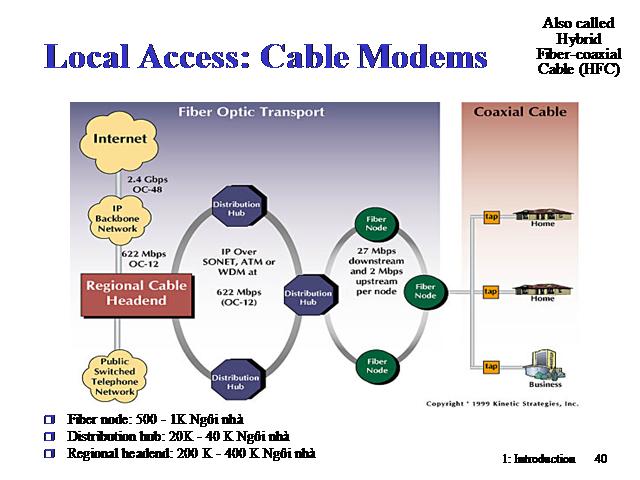 Also called
Hybrid
Fiber-coaxial
Cable (HFC)
Local Access: Cable Modems
Fiber Optic Transport
Coaxial Cable
Internet
2.4 Gbps
OC-48
IP
Backbone
Network
622 Mbps
OC-12
Regional Cable
Headend
Public
Switched
Telephone
Network
Distribution
Hub
IP Over
SONET, ATM or
WDM at
622 Mbps
(OC-12)
Distribution
Hub
Distribution
Hub
Fiber
Node
27 Mbps
downstream
and 2 Mbps
upstream
per node
Fiber
Node
Fiber
Node
tap
Home
tap
Home
tap
Business
Copyright © 1999 Kinetic Strategies, Inc.
Fiber node: 500 - 1K Ngôi nhà
Distribution hub: 20K - 40 K Ngôi nhà
Regional headend: 200 K - 400 K Ngôi nhà
1: Introduction 40